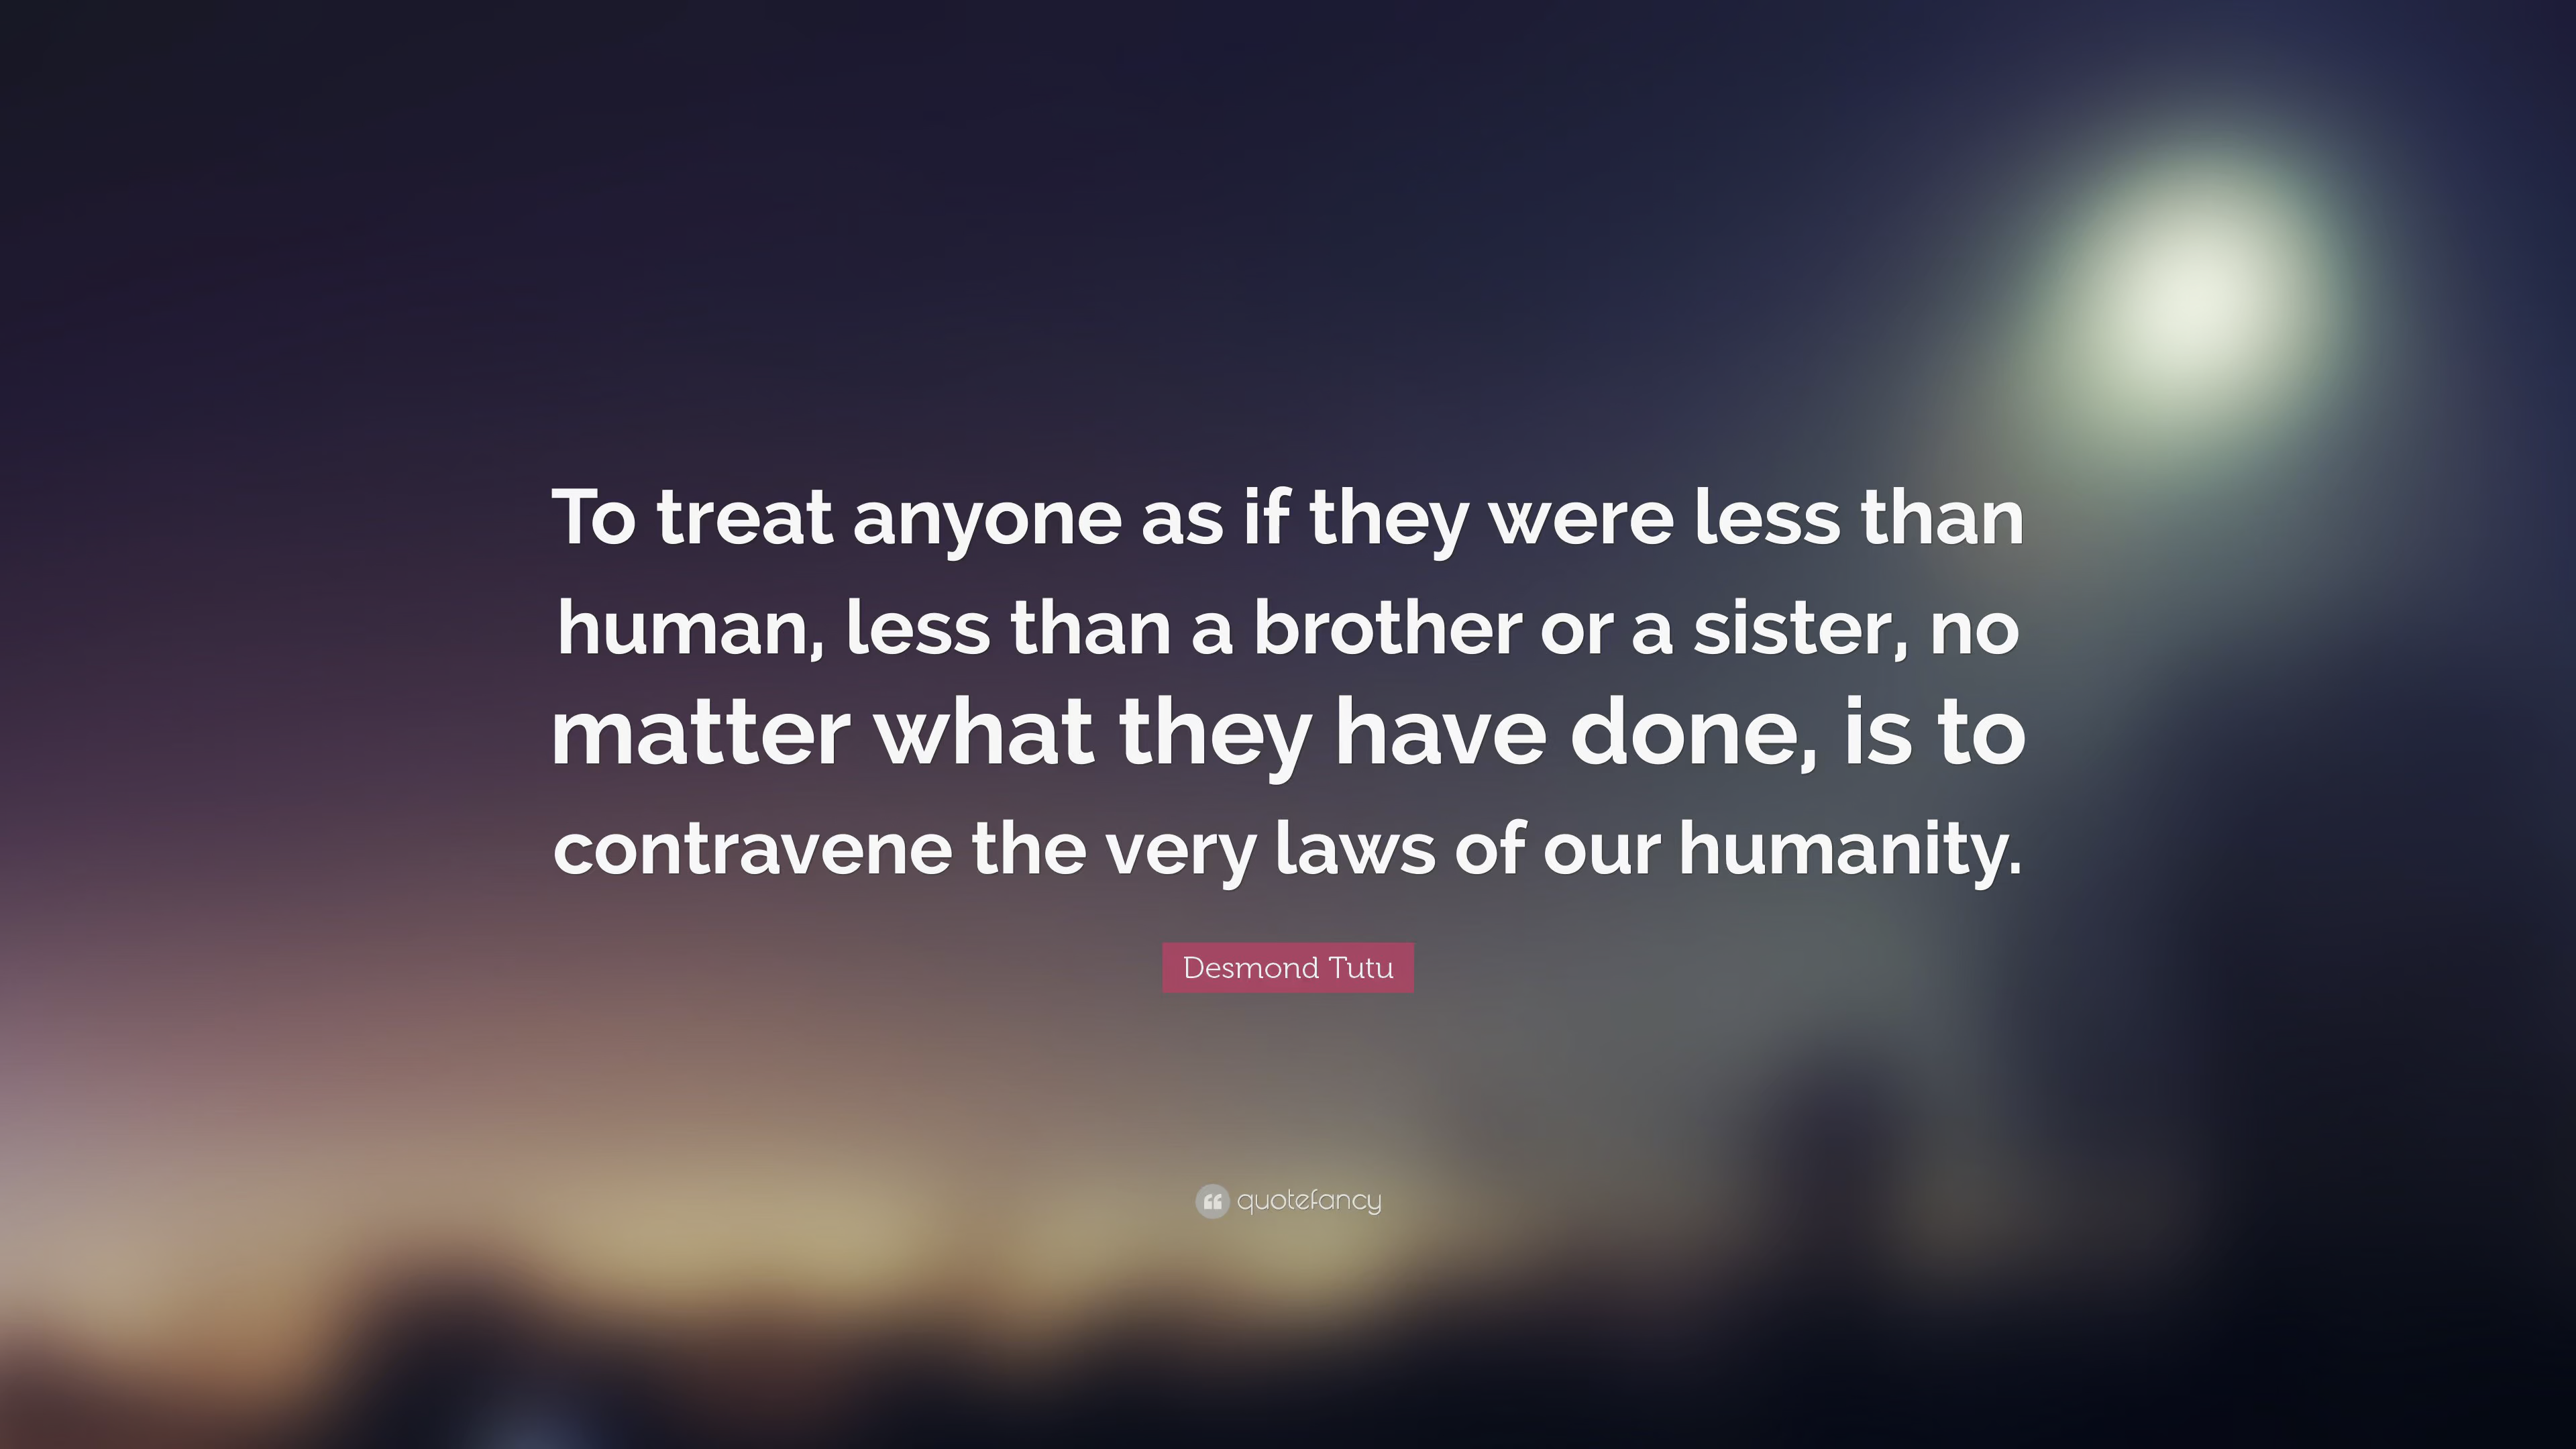 To treat anyone as if they were less than
human, less than a brother or a sister, no
matter what they have done, is to
contravene the very laws of our humanity.
Desmond Tutu
quotefancy